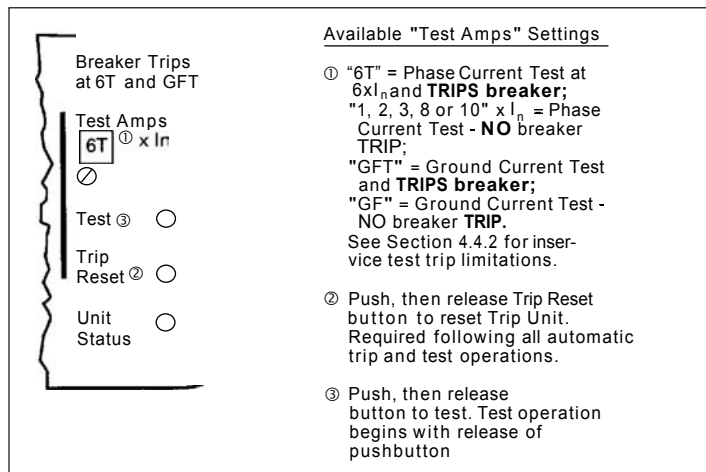 Breaker Trips
at 6T and GFT
Test Amps
6T ① x In
Test ③
Trip
Reset ②
Unit
Status
Available "Test Amps" Settings
① “6T” = Phase Current Test at
6xIn and TRIPS breaker;
"1, 2, 3, 8 or 10" x In = Phase
Current Test - NO breaker
TRIP;
"GFT" = Ground Current Test
and TRIPS breaker;
"GF" = Ground Current Test -
NO breaker TRIP.
See Section 4.4.2 for inser-
vice test trip limitations.
② Push, then release Trip Reset
button to reset Trip Unit.
Required following all automatic
trip and test operations.
③ Push, then release
button to test. Test operation
begins with release of
pushbutton